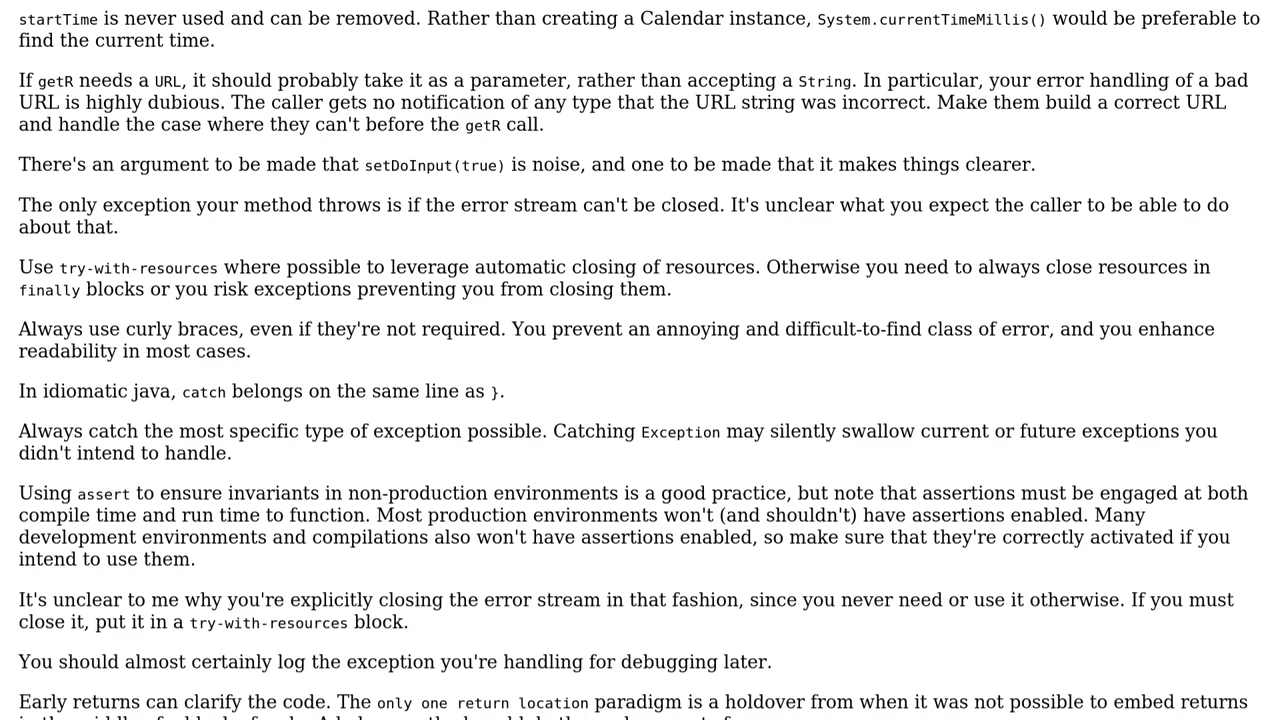 startTime is never used and can be removed. Rather than creating a Calendar instance, System.currentTimeMillis() would be preferable to
find the current time.
If getR needs a URL, it should probably take it as a parameter, rather than accepting a String. In particular, your error handling of a bad
URL is highly dubious. The caller gets no notification of any type that the URL string was incorrect. Make them build a correct URL
and handle the case where they can't before the getR call.
There's an argument to be made that setDoInput(true) is noise, and one to be made that it makes things clearer.
The only exception your method throws is if the error stream can't be closed. It's unclear what you expect the caller to be able to do
about that.
Use try-with-resources where possible to leverage automatic closing of resources. Otherwise you need to always close resources in
finally blocks or you risk exceptions preventing you from closing them.
Always use curly braces, even if they're not required. You prevent an annoying and difficult-to-find class of error, and you enhance
readability in most cases.
In idiomatic java, catch belongs on the same line as }.
Always catch the most specific type of exception possible. Catching Exception may silently swallow current or future exceptions you
didn't intend to handle.
Using assert to ensure invariants in non-production environments is a good practice, but note that assertions must be engaged at both
compile time and run time to function. Most production environments won't (and shouldn't) have assertions enabled. Many
development environments and compilations also won't have assertions enabled, so make sure that they're correctly activated if you
intend to use them.
It's unclear to me why you're explicitly closing the error stream in that fashion, since you never need or use it otherwise. If you must
close it, put it in a try-with-resources block.
You should almost certainly log the exception you're handling for debugging later.
Early returns can clarify the code. The only one return location paradigm is a holdover from when it was not possible to embed returns